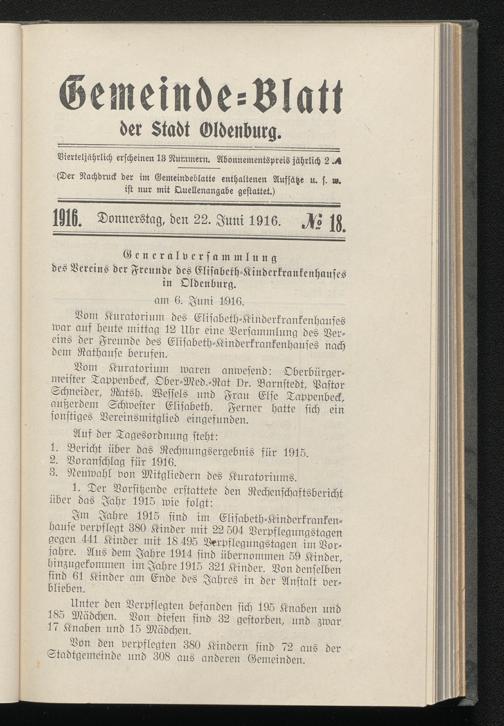 Gemeinde-Blatt
der Stadt Oldenburg.
Vierteljährlich erscheinen 13 Nummern. Abonnementspreis jährlich 2 ℳ
(Der Nachdruck der im Gemeindeblatte enthaltenen Aufsätze u. s. w.
ist nur mit Quellenangabe gestattet.)
1916. Donnerstag, den 22. Juni 1916. № 18.
Generalversammlung
des Vereins der Freunde des Elisabeth-Kinderkrankenhauses
in Oldenburg.
am 6. Juni 1916.
Vom Kuratorium des Elisabeth-Kinderkrankenhauses
war auf heute mittag 12 Uhr eine Versammlung des Ver-
eins der Freunde des Elisabeth-Kinderkrankenhauses nach
dem Rathause berufen.
Vom Kuratorium waren anwesend: Oberbürger-
meister Tappenbeck, Ober-Med.-Rat Dr. Barnstedt, Pastor
Schneider, Ratsh. Wessels und Frau Else Tappenbeck,
außerdem Schwester Elisabeth. Ferner hatte sich ein
sonstiges Vereinsmitglied eingefunden.
Auf der Tagesordnung steht:
1. Bericht über das Rechnungsergebnis für 1915.
2. Voranschlag für 1916.
3. Neuwahl von Mitgliedern des Kuratoriums.
1. Der Vorsitzende erstattete den Rechenschaftsbericht
über das Jahr 1915 wie folgt:
Im Jahre 1915 sind im Elisabeth-Kinderkranken-
hause verpflegt 380 Kinder mit 22 504 Verpflegungstagen
gegen 441 Kinder mit 18 495 Verpflegungstagen im Vor-
jahre. Aus dem Jahre 1914 sind übernommen 59 Kinder,
hinzugekommen im Jahre 1915 321 Kinder. Von denselben
sind 61 Kinder am Ende des Jahres in der Anstalt ver-
blieben.
Unter den Verpflegten befanden sich 195 Knaben und
185 Mädchen. Von diesen sind 32 gestorben, und zwar
17 Knaben und 15 Mädchen.
Von den verpflegten 380 Kindern sind 72 aus der
Stadtgemeinde und 308 aus anderen Gemeinden.